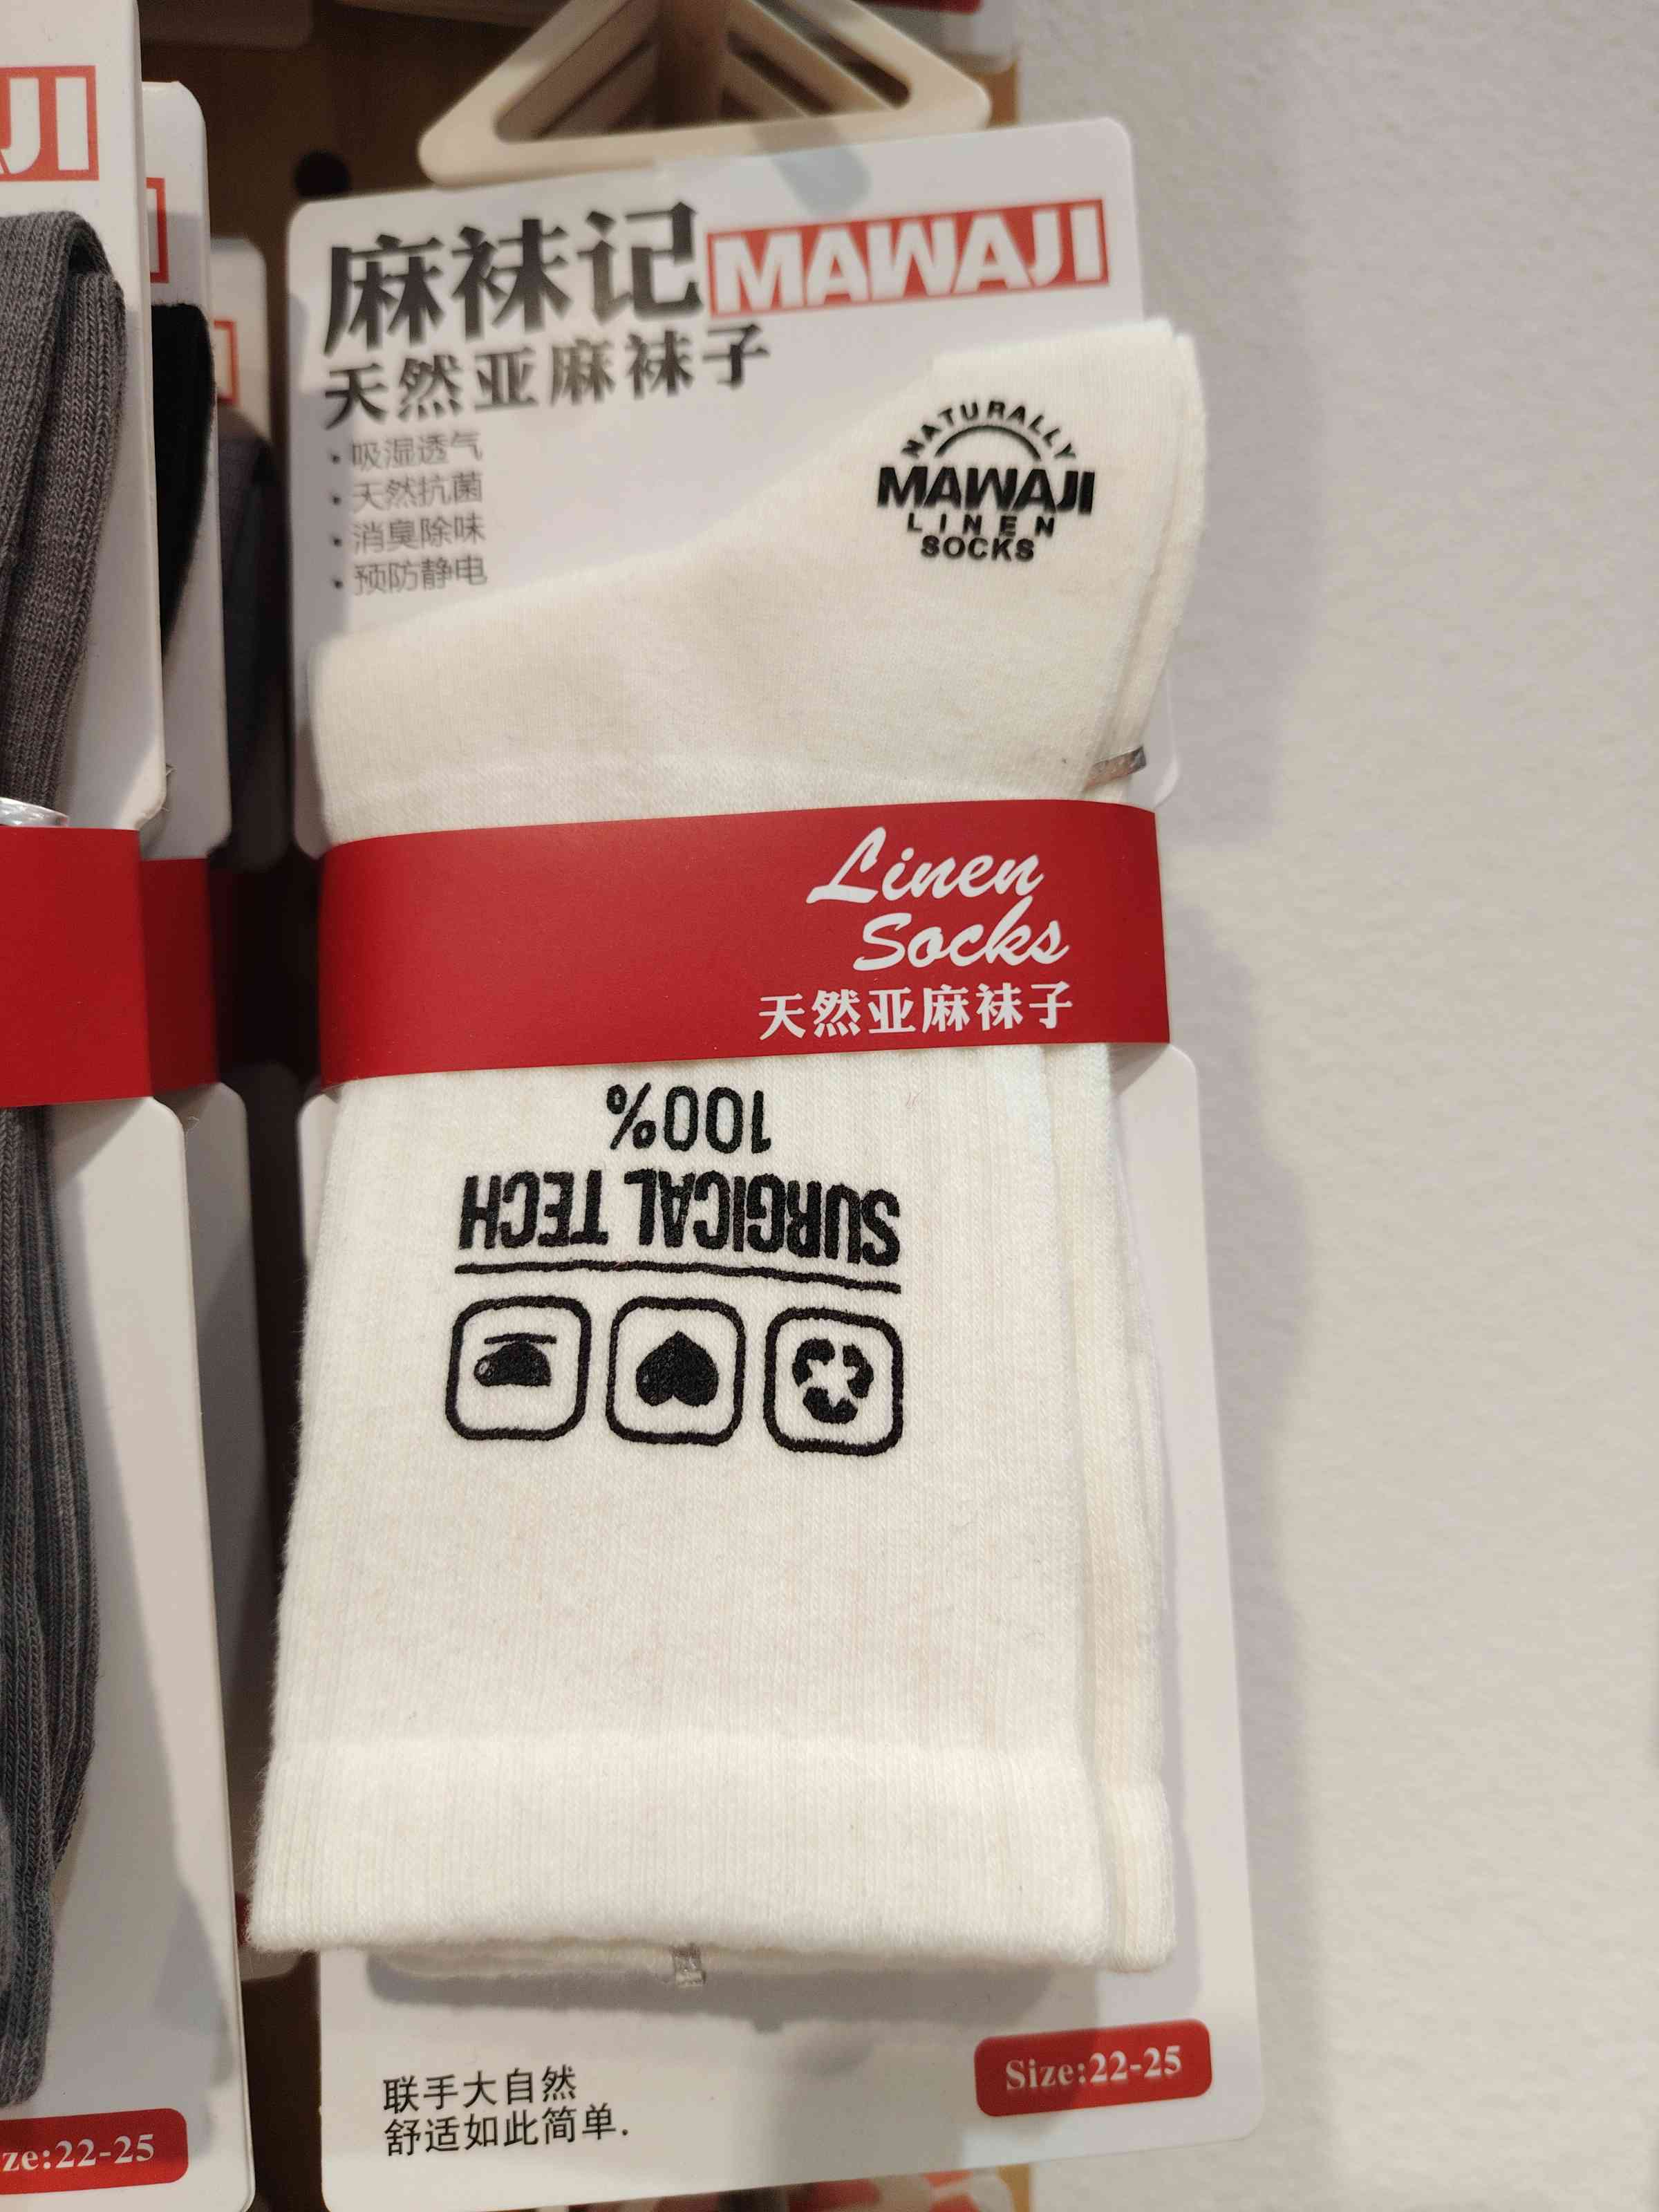 JI
麻袜记 MAWAJI
天然亚麻袜子
· 吸湿透气
· 天然抗菌
· 消臭除味
· 预防静电
NATURALLY
MAWAJI
LINEN
SOCKS
Linen
Socks
天然亚麻袜子
100%
SURGICAL TECH
联手大自然
舒适如此简单.
Size:22-25
ze:22-25